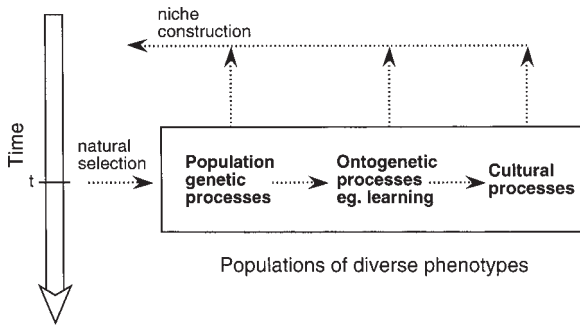 niche
construction
Time
natural
selection
t
Population
genetic
processes
Ontogenetic
processes
eg. learning
Cultural
processes
Populations of diverse phenotypes